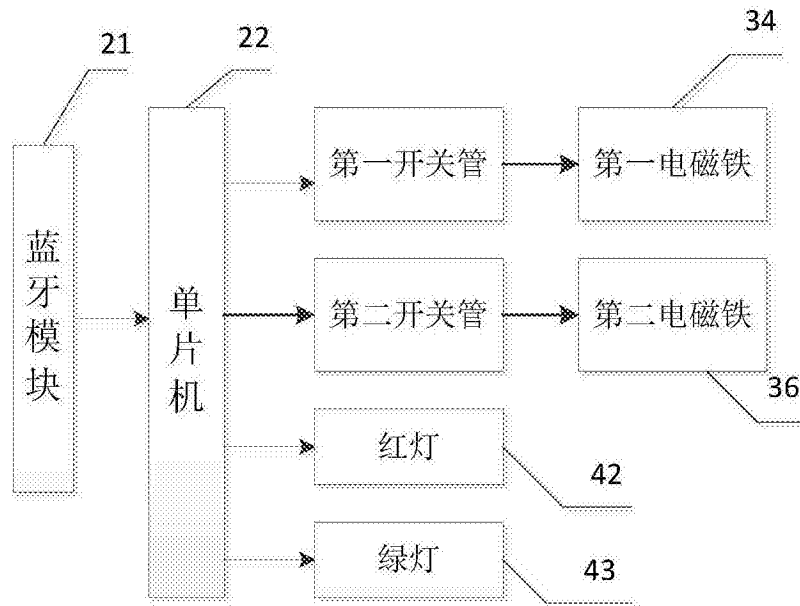 21
22
34
蓝牙模块
单片机
第一开关管
第一电磁铁
第二开关管
第二电磁铁
36
红灯
42
绿灯
43